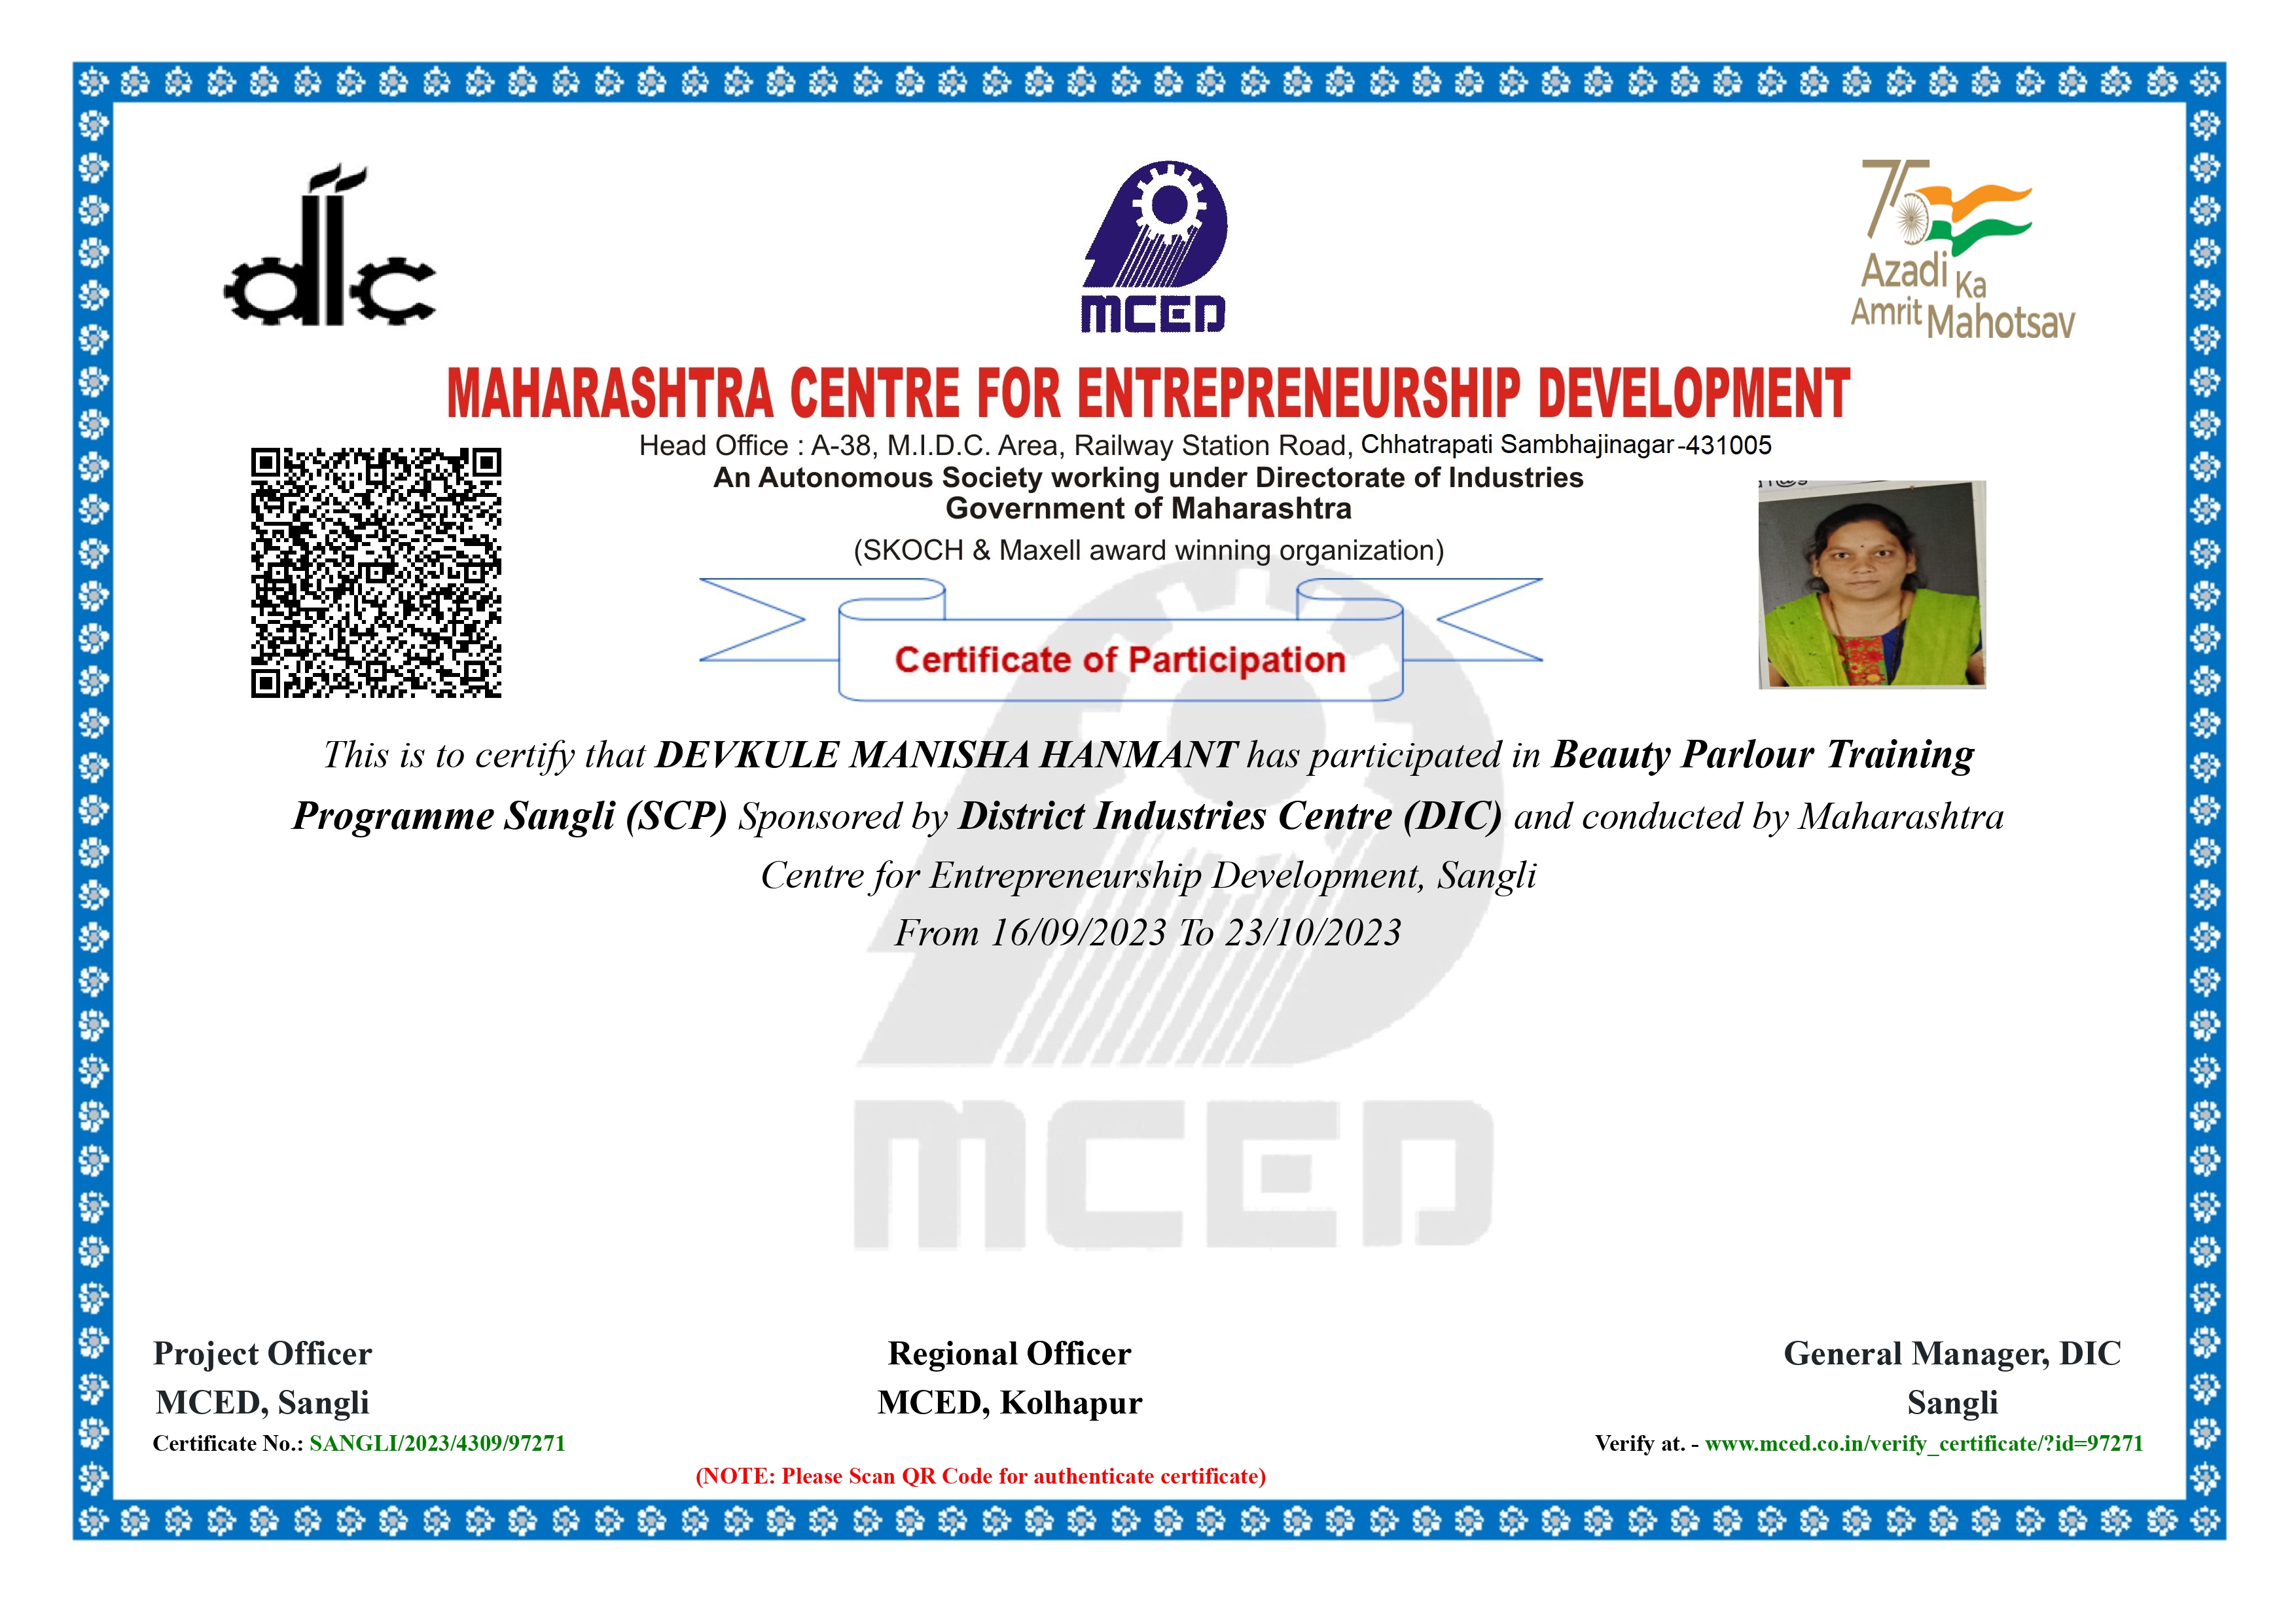 dic
MCED
75
Azadi Ka
Amrit Mahotsav
MAHARASHTRA CENTRE FOR ENTREPRENEURSHIP DEVELOPMENT
Head Office : A-38, M.I.D.C. Area, Railway Station Road, Chhatrapati Sambhajinagar-431005
An Autonomous Society working under Directorate of Industries
Government of Maharashtra
(SKOCH & Maxell award winning organization)
Certificate of Participation
This is to certify that DEVKULE MANISHA HANMANT has participated in Beauty Parlour Training
Programme Sangli (SCP) Sponsored by District Industries Centre (DIC) and conducted by Maharashtra
Centre for Entrepreneurship Development, Sangli
From 16/09/2023 To 23/10/2023
MCED
Project Officer
MCED, Sangli
Regional Officer
MCED, Kolhapur
General Manager, DIC
Sangli
Certificate No.: SANGLI/2023/4309/97271
Verify at. - www.mced.co.in/verify_certificate/?id=97271
(NOTE: Please Scan QR Code for authenticate certificate)